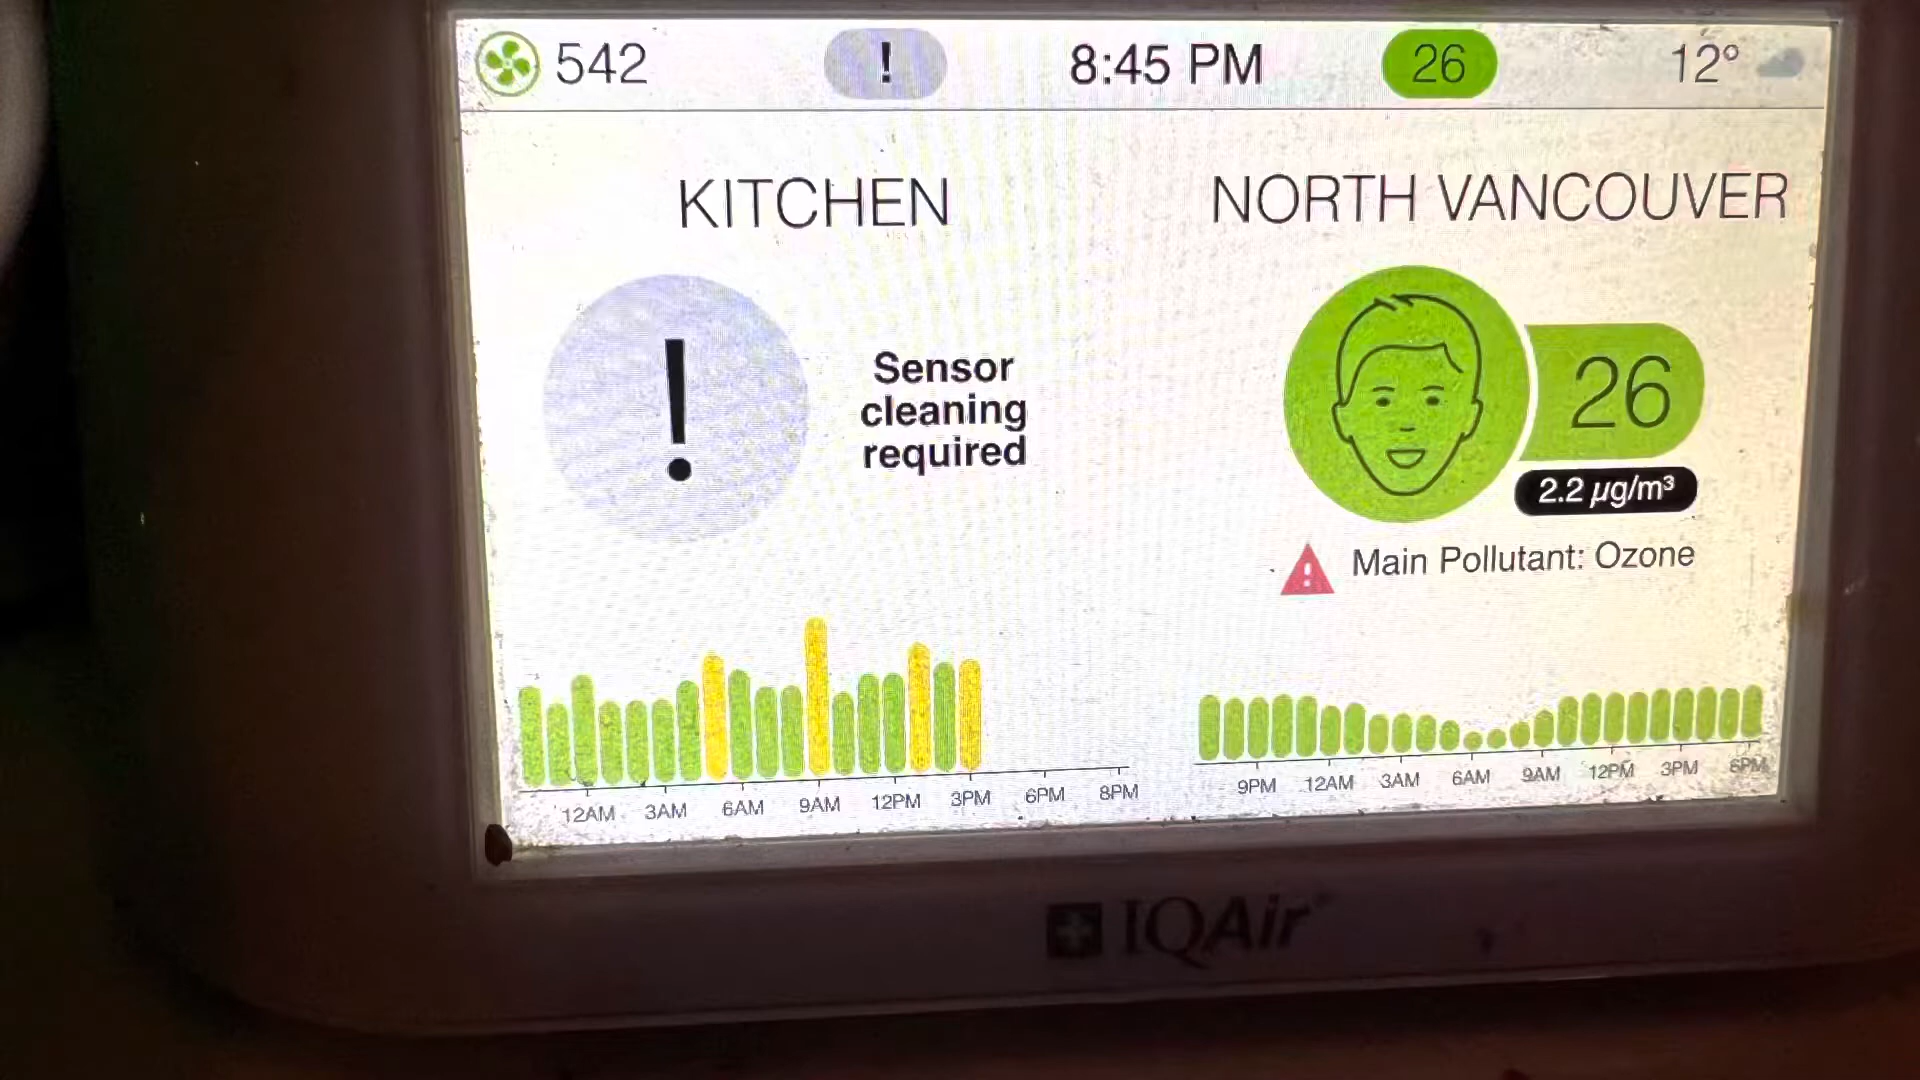 542 ! 8:45 PM 26 12°
KITCHEN
!
Sensor
cleaning
required
12AM 3AM 6AM 9AM 12PM 3PM 6PM 8PM
NORTH VANCOUVER
26
2.2 µg/m³
! Main Pollutant: Ozone
9PM 12AM 3AM 6AM 9AM 12PM 3PM 6PM
IQAir